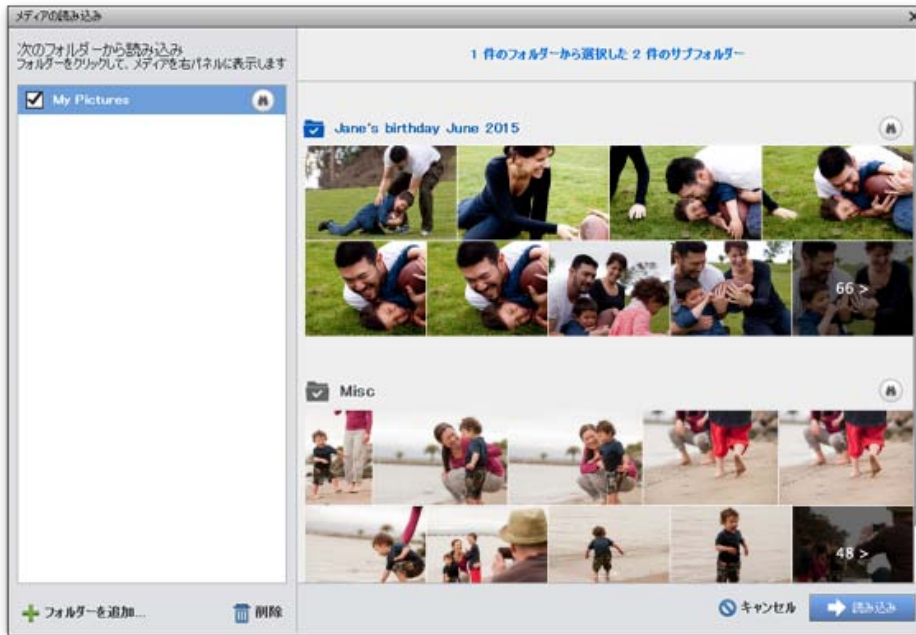 メディアの読み込み
次のフォルダーから読み込み
フォルダーをクリックして、メディアを右パネルに表示します
My Pictures
1 件のフォルダーから選択した 2 件のサブフォルダー
Jane's birthday June 2015
66 >
Misc
48 >
フォルダーを追加...
削除
キャンセル
読み込み